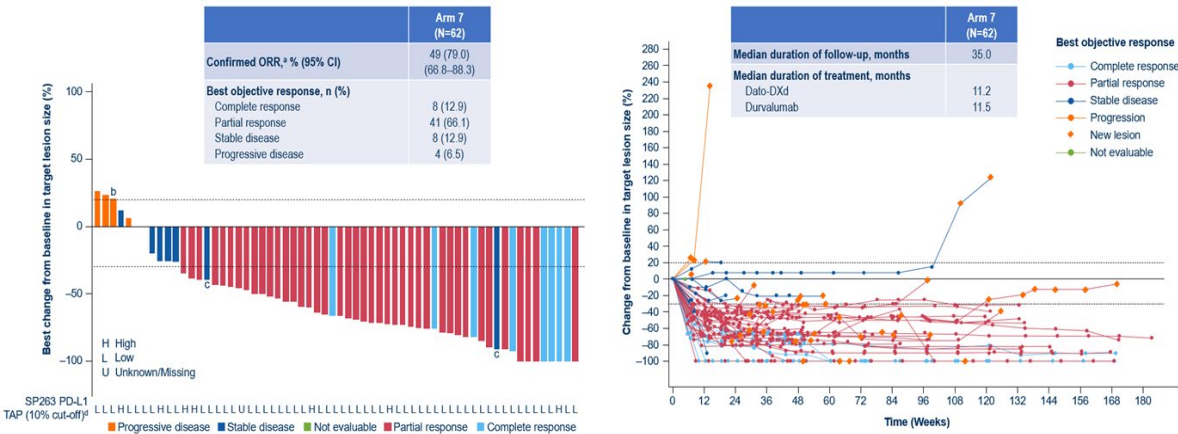 Arm 7
(N=62)
Confirmed ORR,ᵃ % (95% CI)
49 (79.0)
(66.8–88.3)
Best objective response, n (%)
Complete response 8 (12.9)
Partial response 41 (66.1)
Stable disease 8 (12.9)
Progressive disease 4 (6.5)
Best change from baseline in target lesion size (%)
100
50
0
−50
−100
b
c
c
H High
L Low
U Unknown/Missing
SP263 PD-L1
TAP (10% cut-off)ᵈ
Progressive disease Stable disease Not evaluable Partial response Complete response
Arm 7
(N=62)
Median duration of follow-up, months 35.0
Median duration of treatment, months
Dato-DXd 11.2
Durvalumab 11.5
Best objective response
Complete response
Partial response
Stable disease
Progression
New lesion
Not evaluable
Change from baseline in target lesion size (%)
280
260
240
220
200
180
160
140
120
100
80
60
40
20
0
−20
−40
−60
−80
−100
0 12 24 36 48 60 72 84 96 108 120 132 144 156 168 180
Time (Weeks)